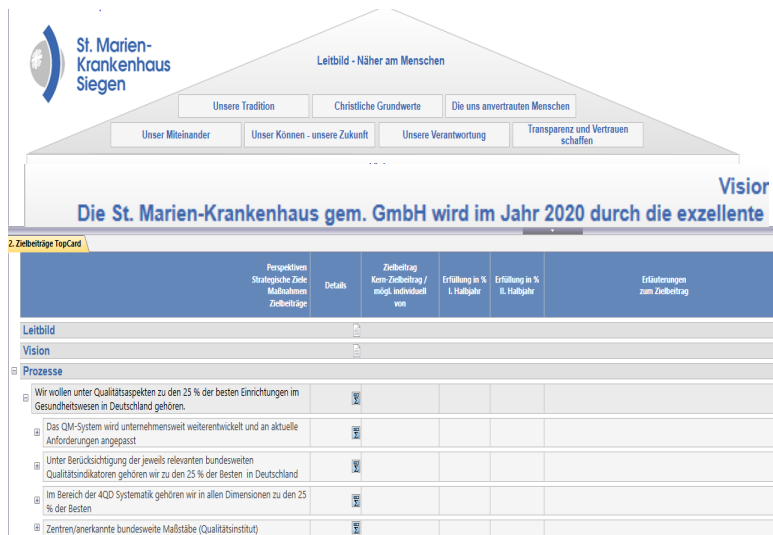 St. Marien-
Krankenhaus
Siegen
Leitbild - Näher am Menschen
Unsere Tradition
Christliche Grundwerte
Die uns anvertrauten Menschen
Unser Miteinander
Unser Können - unsere Zukunft
Unsere Verantwortung
Transparenz und Vertrauen
schaffen
Vision
Die St. Marien-Krankenhaus gem. GmbH wird im Jahr 2020 durch die exzellente
2. Zielbeiträge TopCard
Perspektiven
Strategische Ziele
Maßnahmen
Zielbeiträge
Details
Zielbeitrag
Kern-Zielbeitrag /
mögl. individuell
von
Erfüllung in %
I. Halbjahr
Erfüllung in %
II. Halbjahr
Erläuterungen
zum Zielbeitrag
Leitbild
Vision
Prozesse
Wir wollen unter Qualitätsaspekten zu den 25 % der besten Einrichtungen im
Gesundheitswesen in Deutschland gehören.
Das QM-System wird unternehmensweit weiterentwickelt und an aktuelle
Anforderungen angepasst
Unter Berücksichtigung der jeweils relevanten bundesweiten
Qualitätsindikatoren gehören wir zu den 25 % der Besten in Deutschland
Im Bereich der 4QD Systematik gehören wir in allen Dimensionen zu den 25
% der Besten
Zentren/anerkannte bundesweite Maßstäbe (Qualitätsinstitut)